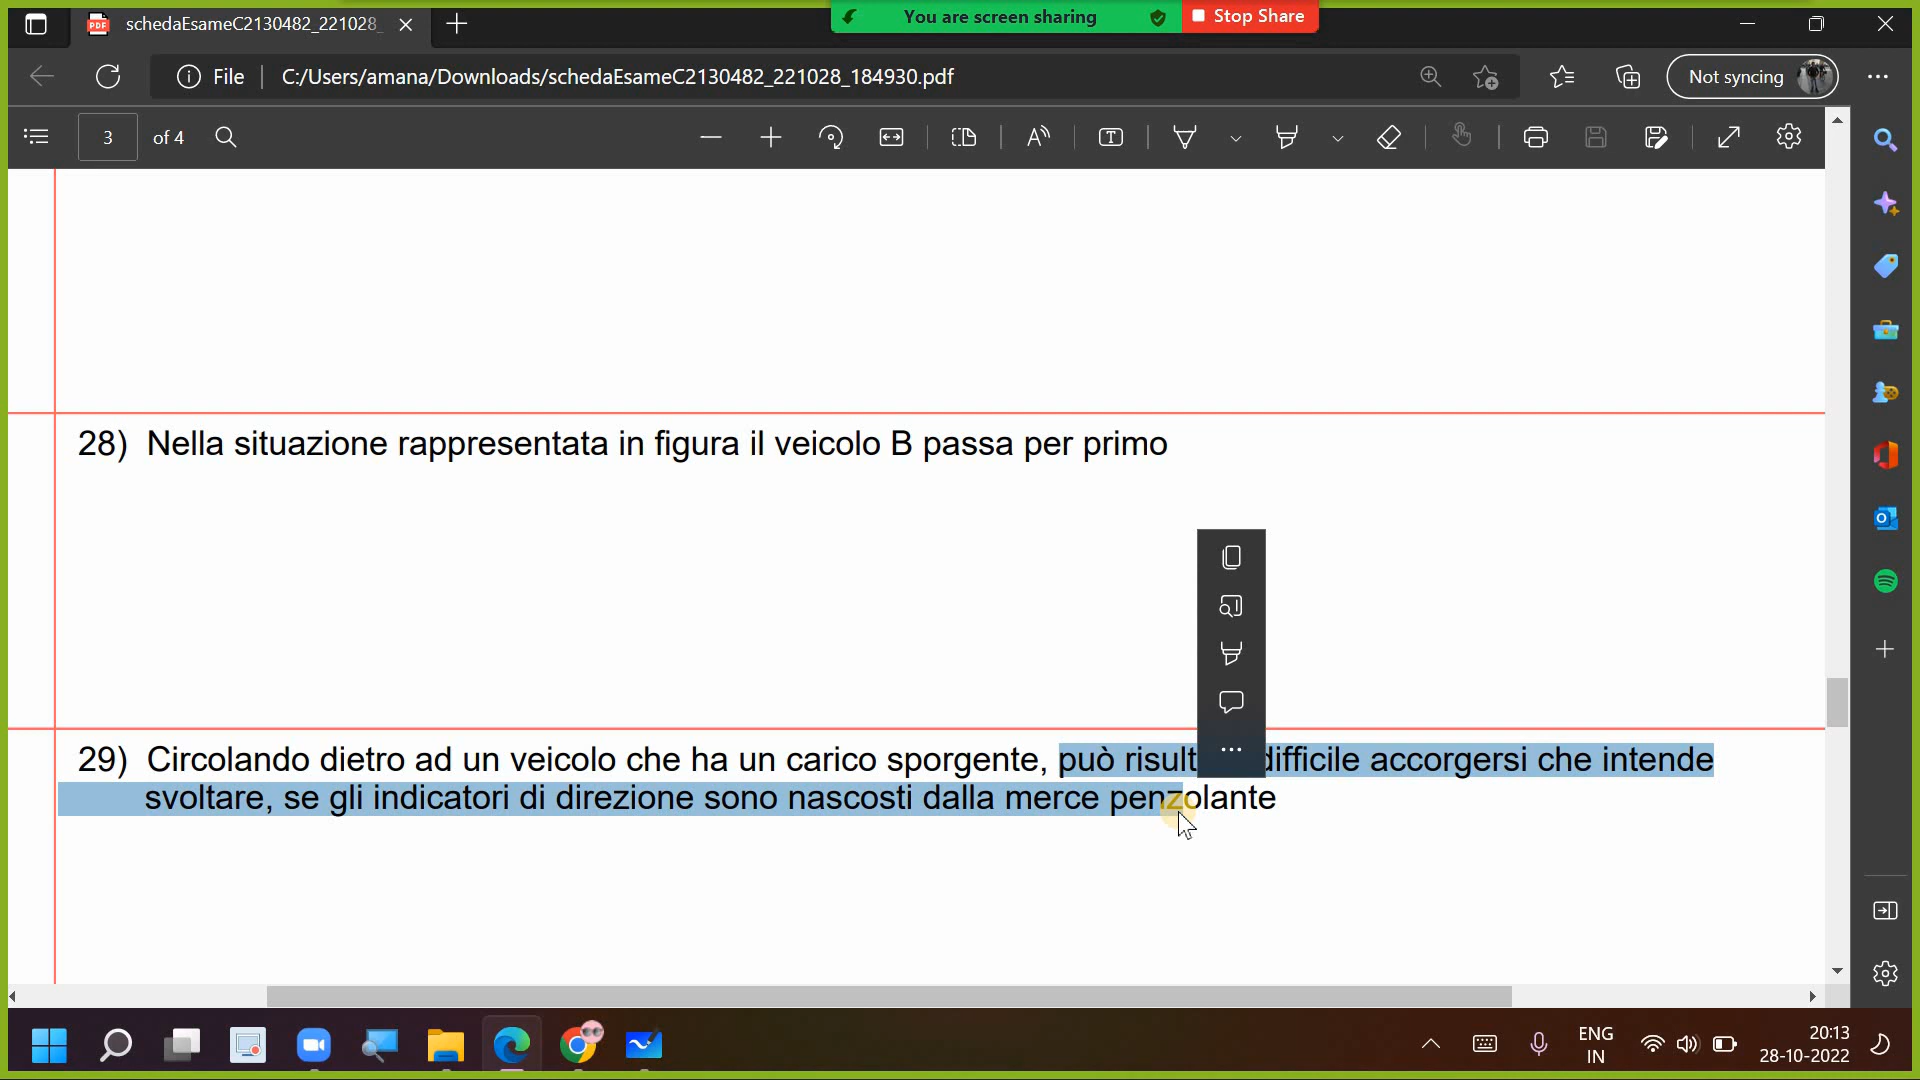 schedaEsameC2130482_221028_
You are screen sharing
Stop Share
File
C:/Users/amana/Downloads/schedaEsameC2130482_221028_184930.pdf
Not syncing
3 of 4
28) Nella situazione rappresentata in figura il veicolo B passa per primo
29) Circolando dietro ad un veicolo che ha un carico sporgente, può risult difficile accorgersi che intende
svoltare, se gli indicatori di direzione sono nascosti dalla merce penzolante
ENG
IN
20:13
28-10-2022